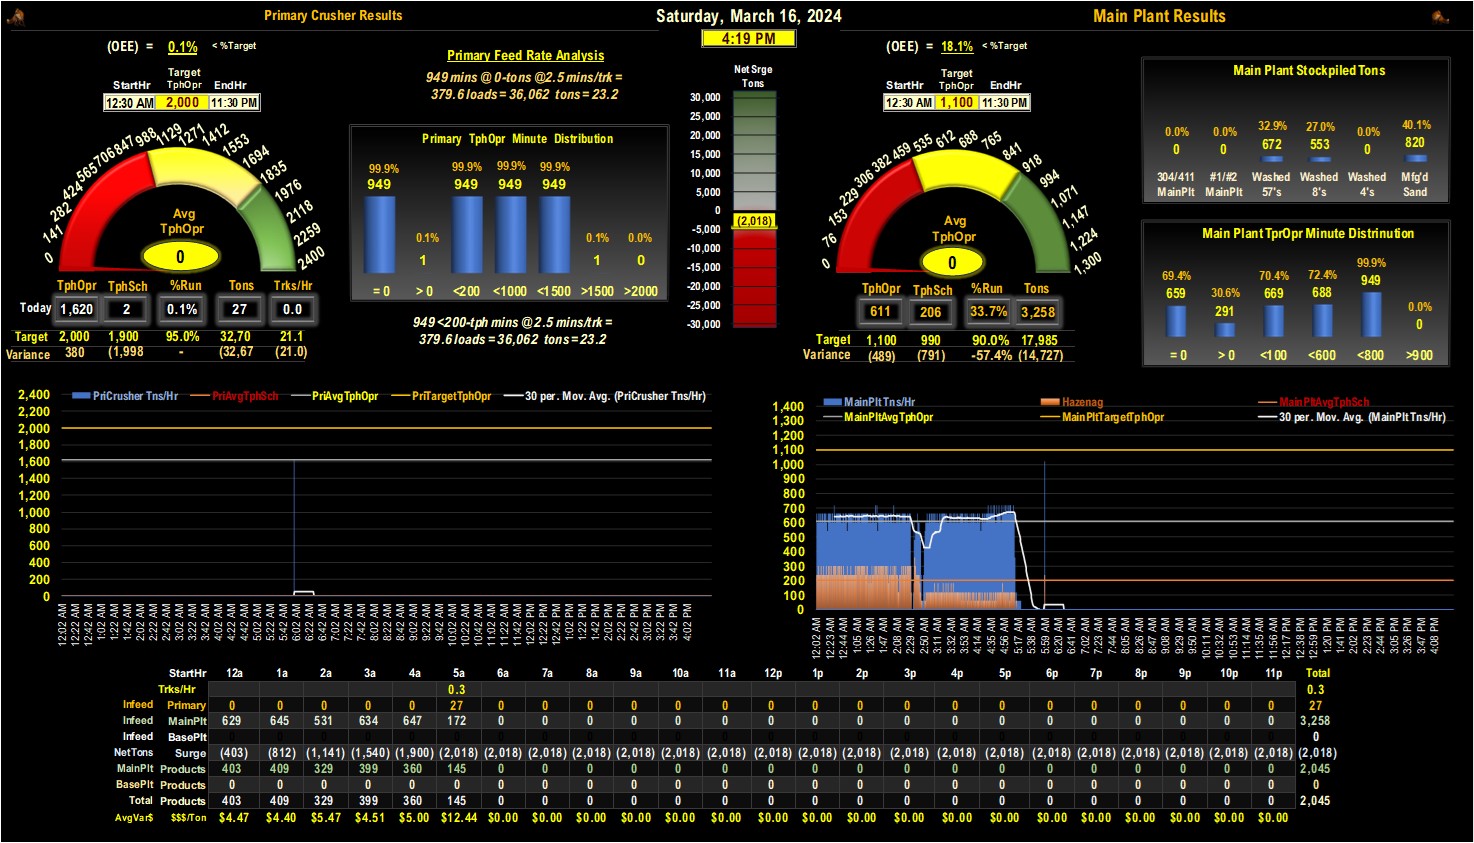 Primary Crusher Results
Saturday, March 16, 2024
Main Plant Results
4:19 PM
(OEE) = 0.1% < %Target
StartHr Target TphOpr EndHr
12:30 AM 2,000 11:30 PM
0 141 282 424 565 706 847 988 1129 1271 1412 1553 1694 1835 1976 2118 2259 2400
Avg
TphOpr
0
TphOpr TphSch %Run Tons Trks/Hr
Today 1,620 2 0.1% 27 0.0
Target 2,000 1,900 95.0% 32,70 21.1
Variance 380 (1,998 - (32,67 (21.0)
Primary Feed Rate Analysis
949 mins @ 0-tons @2.5 mins/trk =
379.6 loads = 36,062 tons = 23.2
Primary TphOpr Minute Distribution
99.9% 99.9% 99.9% 99.9%
949 949 949 949
0.1% 0.1% 0.0%
1 1 0
= 0 > 0 <200 <1000 <1500 >1500 >2000
949 <200-tph mins @ 2.5 mins/trk =
379.6 loads = 36,062 tons = 23.2
Net Srge
Tons
30,000
25,000
20,000
15,000
10,000
5,000
0
(2,018)
-5,000
-10,000
-15,000
-20,000
-25,000
-30,000
(OEE) = 18.1% < %Target
StartHr Target TphOpr EndHr
12:30 AM 1,100 11:30 PM
0 76 153 229 306 382 459 535 612 688 765 841 918 994 1,071 1,147 1,224 1,300
Avg
TphOpr
0
TphOpr TphSch %Run Tons
611 206 33.7% 3,258
Target 1,100 990 90.0% 17,985
Variance (489) (791) -57.4% (14,727)
Main Plant Stockpiled Tons
0.0% 0.0% 32.9% 27.0% 0.0% 40.1%
0 0 672 553 0 820
304/411 #1/#2 Washed Washed Washed Mfg'd
MainPlt MainPlt 57's 8's 4's Sand
Main Plant TprOpr Minute Distrinution
69.4% 30.6% 70.4% 72.4% 99.9% 0.0%
659 291 669 688 949 0
= 0 > 0 <100 <600 <800 >900
PriCrusher Tns/Hr PriAvgTphSch PriAvgTphOpr PriTargetTphOpr 30 per. Mov. Avg. (PriCrusher Tns/Hr)
2,400
2,200
2,000
1,800
1,600
1,400
1,200
1,000
800
600
400
200
0
12:02 AM 12:22 AM 12:42 AM 1:02 AM 1:22 AM 1:42 AM 2:02 AM 2:22 AM 2:42 AM 3:02 AM 3:22 AM 3:42 AM 4:02 AM 4:22 AM 4:42 AM 5:02 AM 5:22 AM 5:42 AM 6:02 AM 6:22 AM 6:42 AM 7:02 AM 7:22 AM 7:42 AM 8:02 AM 8:22 AM 8:42 AM 9:02 AM 9:22 AM 9:42 AM 10:02 AM 10:22 AM 10:42 AM 11:02 AM 11:22 AM 11:42 AM 12:02 PM 12:22 PM 12:42 PM 1:02 PM 1:22 PM 1:42 PM 2:02 PM 2:22 PM 2:42 PM 3:02 PM 3:22 PM 3:42 PM 4:02 PM
MainPlt Tns/Hr Hazenag MainPltAvgTphSch
MainPltAvgTphOpr MainPltTargetTphOpr 30 per. Mov. Avg. (MainPlt Tns/Hr)
1,400
1,300
1,200
1,100
1,000
900
800
700
600
500
400
300
200
100
0
12:02 AM 12:23 AM 12:44 AM 1:05 AM 1:26 AM 1:47 AM 2:08 AM 2:29 AM 2:50 AM 3:11 AM 3:32 AM 3:53 AM 4:14 AM 4:35 AM 4:56 AM 5:17 AM 5:38 AM 5:59 AM 6:20 AM 6:41 AM 7:02 AM 7:23 AM 7:44 AM 8:05 AM 8:26 AM 8:47 AM 9:08 AM 9:29 AM 9:50 AM 10:11 AM 10:32 AM 10:53 AM 11:14 AM 11:35 AM 11:56 AM 12:17 PM 12:38 PM 12:59 PM 1:20 PM 1:41 PM 2:02 PM 2:23 PM 2:44 PM 3:05 PM 3:26 PM 3:47 PM 4:08 PM
StartHr 12a 1a 2a 3a 4a 5a 6a 7a 8a 9a 10a 11a 12p 1p 2p 3p 4p 5p 6p 7p 8p 9p 10p 11p Total
Trks/Hr 0.3 0.3
Infeed Primary 0 0 0 0 0 27 0 0 0 0 0 0 0 0 0 0 0 0 0 0 0 0 0 0 27
Infeed MainPlt 629 645 531 634 647 172 0 0 0 0 0 0 0 0 0 0 0 0 0 0 0 0 0 0 3,258
Infeed BasePlt 0
NetTons Surge (403) (812) (1,141) (1,540) (1,900) (2,018) (2,018) (2,018) (2,018) (2,018) (2,018) (2,018) (2,018) (2,018) (2,018) (2,018) (2,018) (2,018) (2,018) (2,018) (2,018) (2,018) (2,018) (2,018) (2,018)
MainPlt Products 403 409 329 399 360 145 0 0 0 0 0 0 0 0 0 0 0 0 0 0 0 0 0 0 2,045
BasePlt Products 0 0 0 0 0 0 0 0 0 0 0 0 0 0 0 0 0 0 0 0 0 0 0 0 0
Total Products 403 409 329 399 360 145 0 0 0 0 0 0 0 0 0 0 0 0 0 0 0 0 0 0 2,045
AvgVar$ $$$/Ton $4.47 $4.40 $5.47 $4.51 $5.00 $12.44 $0.00 $0.00 $0.00 $0.00 $0.00 $0.00 $0.00 $0.00 $0.00 $0.00 $0.00 $0.00 $0.00 $0.00 $0.00 $0.00 $0.00 $0.00